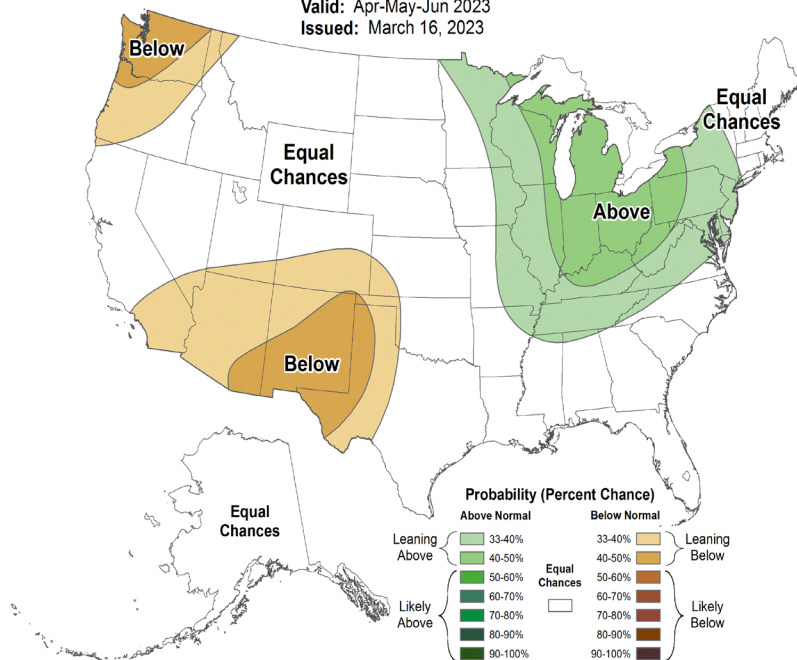 Valid: Apr-May-Jun 2023
Issued: March 16, 2023
Below
Equal
Chances
Equal
Chances
Above
Below
Equal
Chances
Probability (Percent Chance)
Above Normal
Below Normal
Leaning
Above
33-40%
40-50%
Likely
Above
50-60%
60-70%
70-80%
80-90%
90-100%
Equal
Chances
33-40%
40-50%
Leaning
Below
50-60%
60-70%
70-80%
80-90%
90-100%
Likely
Below